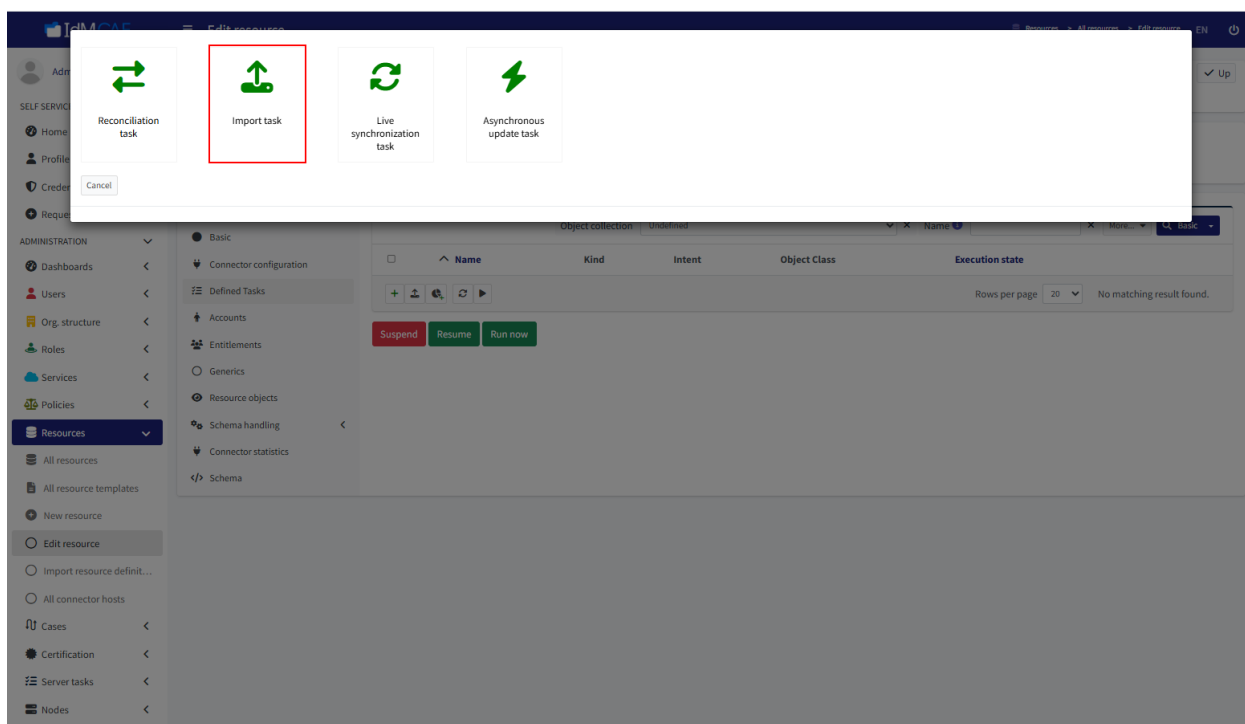 IdMCAF
Edit resource
Resources > All resources > Edit resource
EN
Up
Reconciliation
task
Import task
Live
synchronization
task
Asynchronous
update task
Cancel
SELF SERVICE
Home
Profile
ADMINISTRATION
Dashboards
Users
Org. structure
Roles
Services
Policies
Resources
All resources
All resource templates
New resource
Edit resource
Import resource definit...
All connector hosts
Cases
Certification
Server tasks
Nodes
Basic
Connector configuration
Defined Tasks
Accounts
Entitlements
Generics
Resource objects
Schema handling
Connector statistics
Schema
Object collection Undefined Name More... Basic
Name Kind Intent Object Class Execution state
Rows per page 20 No matching result found.
Suspend Resume Run now